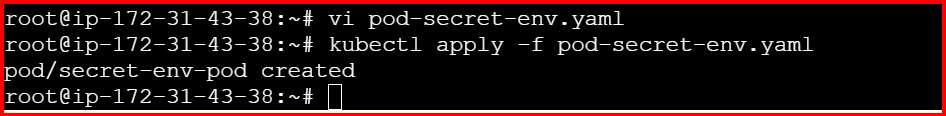 root@ip-172-31-43-38:~# vi pod-secret-env.yaml
root@ip-172-31-43-38:~# kubectl apply -f pod-secret-env.yaml
pod/secret-env-pod created
root@ip-172-31-43-38:~#